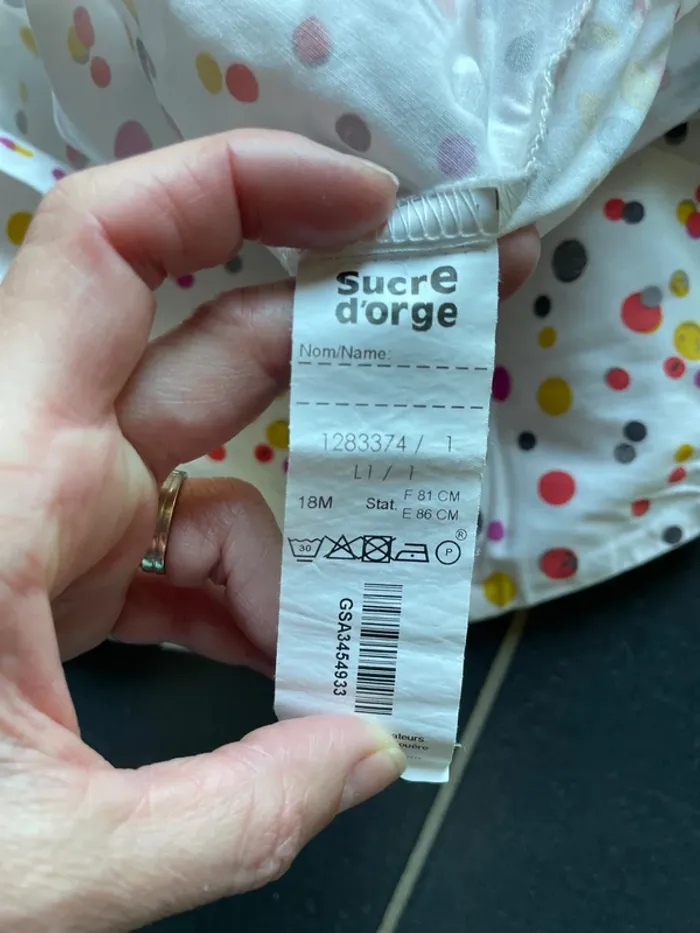 Sucre
d'orge
Nom/Name:
1283374 / 1
L1 / 1
18M Stat. F 81 CM
E 86 CM
30 P ®
GSA3454933